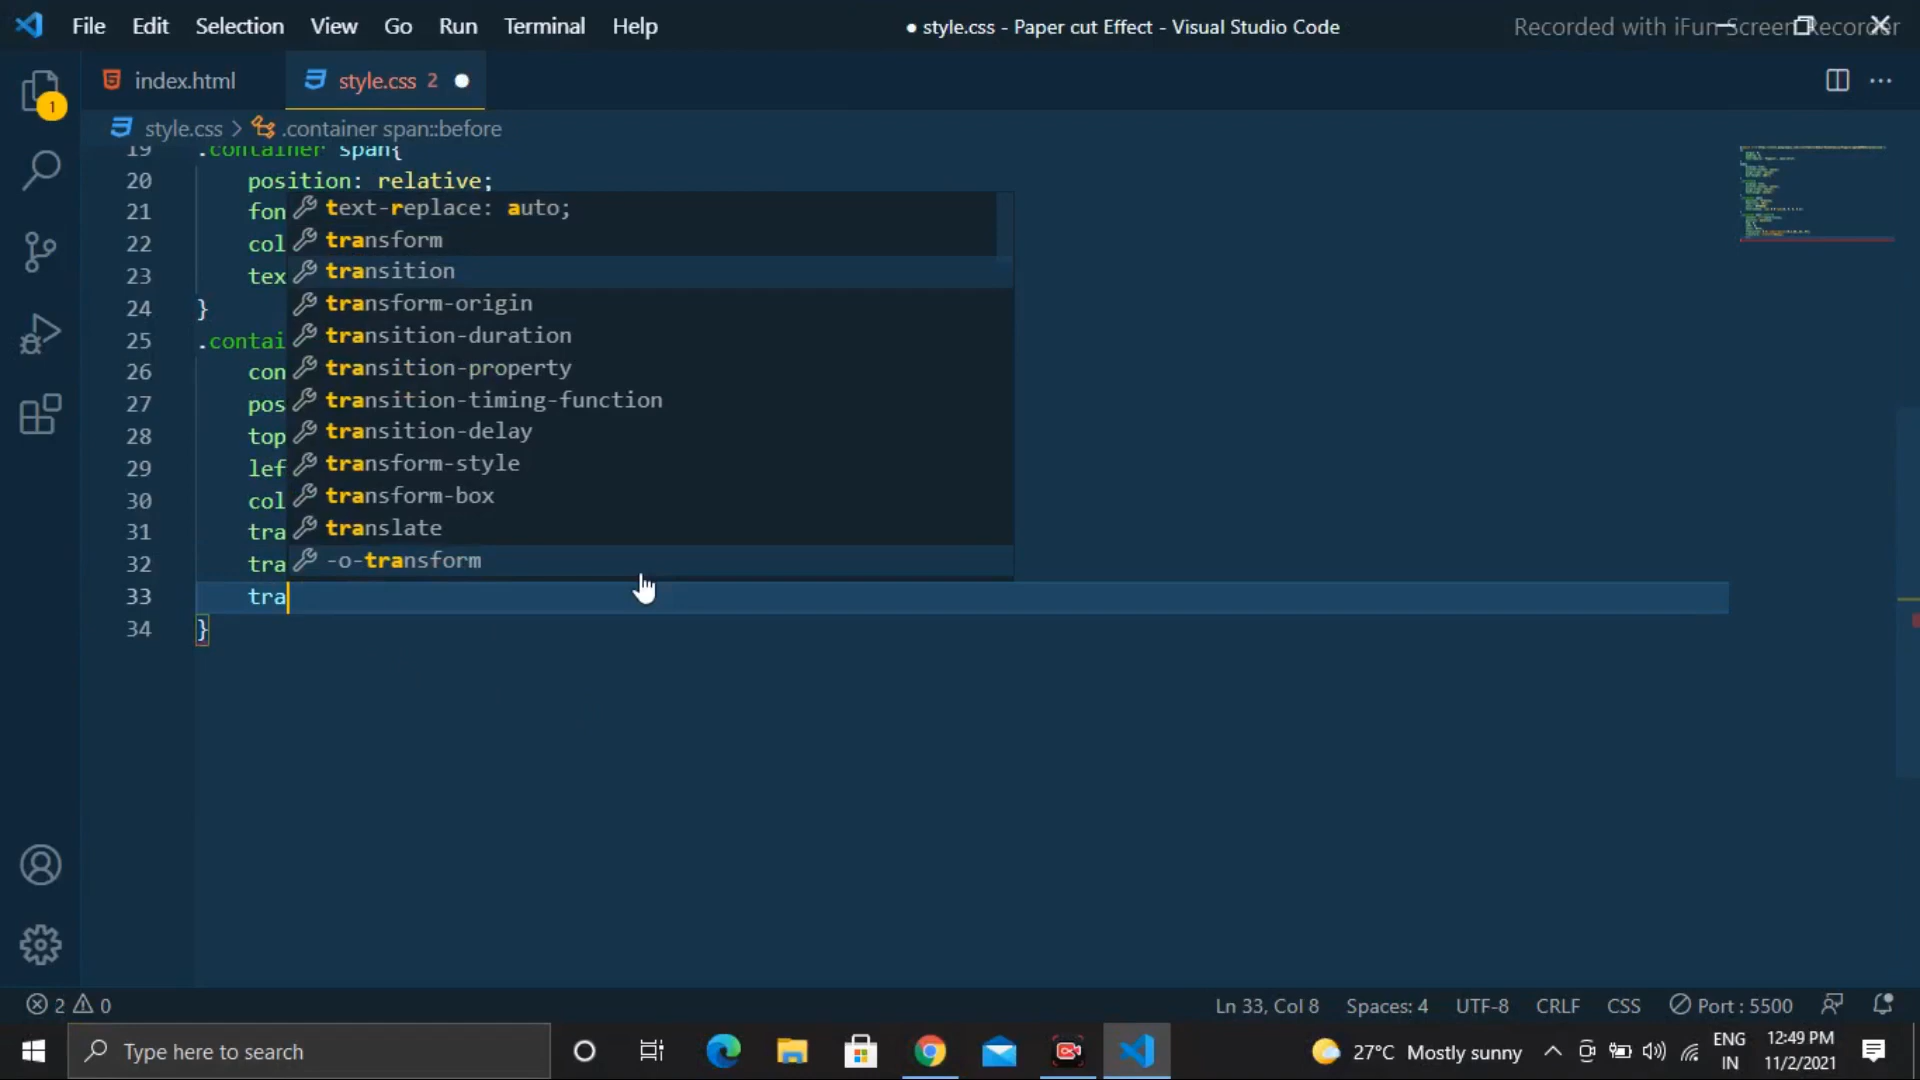 File Edit Selection View Go Run Terminal Help
● style.css - Paper cut Effect - Visual Studio Code
Recorded with iFun Screen Recorder
1
index.html
style.css 2 ●
style.css > .container span::before
19 .container span{
20 position: relative;
21 fon
22 col
23 tex
24 }
25 .contai
26 con
27 pos
28 top
29 lef
30 col
31 tra
32 tra
33 tra
34 }
text-replace: auto;
transform
transition
transform-origin
transition-duration
transition-property
transition-timing-function
transition-delay
transform-style
transform-box
translate
-o-transform
2 0
Ln 33, Col 8 Spaces: 4 UTF-8 CRLF CSS Port : 5500
Type here to search
27°C Mostly sunny
ENG
IN
12:49 PM
11/2/2021